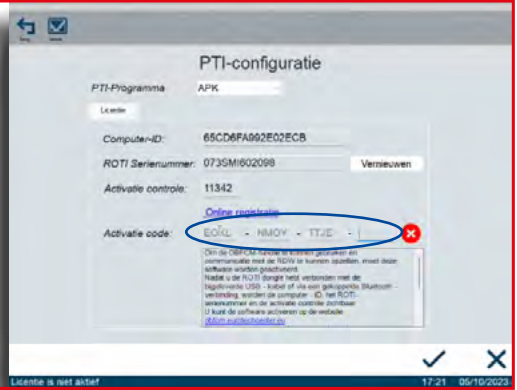 PTI-configuratie
PTI-Programma APK
Licentie
Computer-ID: 65CD6FA992E02ECB
ROTI Serienummer: 073SMI602098 Vernieuwen
Activatie controle: 11342
Online registratie
Activatie code: EOXL - NMOY - TTJE -
Om de OBFCM-functie te kunnen gebruiken en
communicatie met de RDW te kunnen opzetten, moet deze
software worden geactiveerd.
Nadat u de ROTI dongle hebt verbonden met de
bijgeleverde USB - kabel of via een gekoppelde Bluetooth -
verbinding, worden de computer - ID, het ROTI -
serienummer en de activatie controle zichtbaar.
U kunt de software activeren op de website
Licentie is niet aktief 17:21 05/10/2023